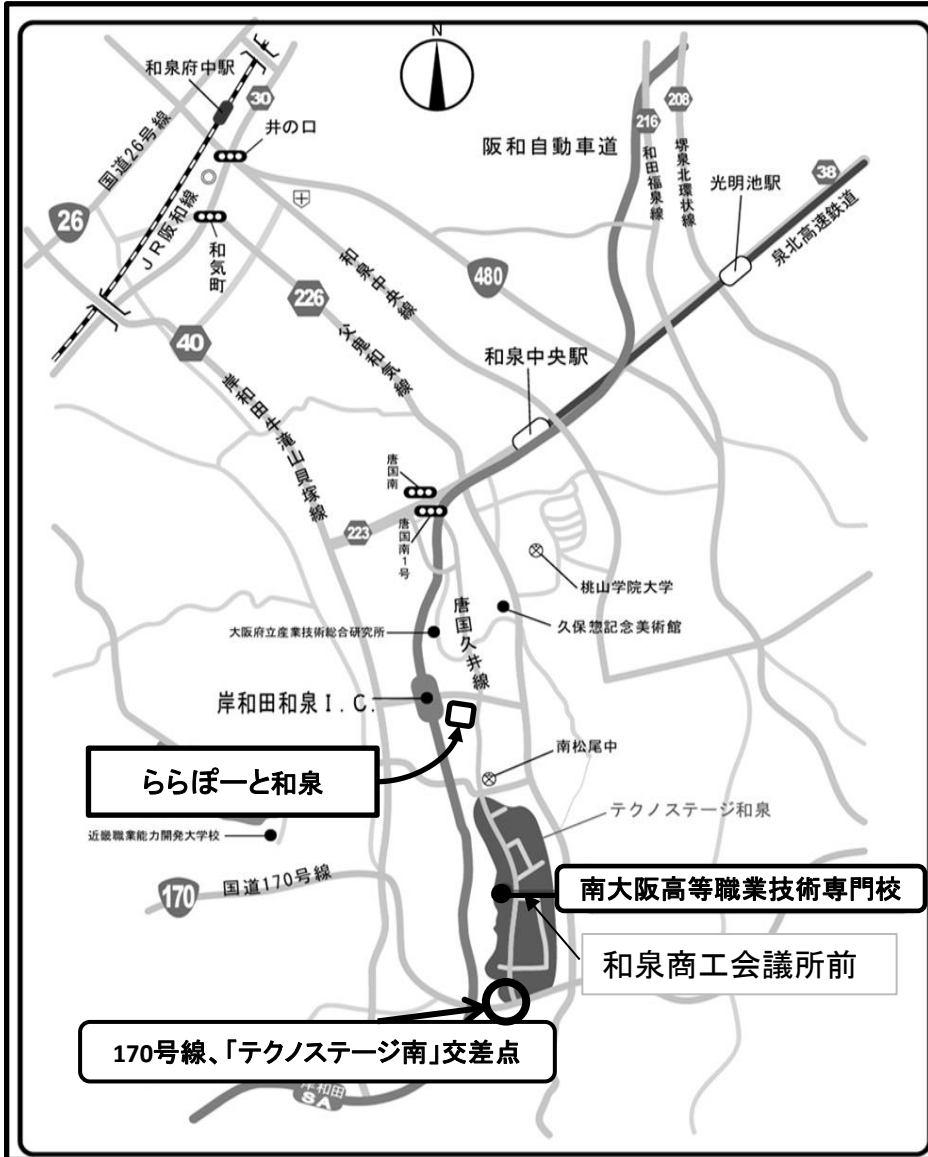 N
和泉府中駅
30
井の口
国道26号線
26
JR阪和線
和気町
226
40
和泉中央線
480
父鬼和気線
岸和田牛滝山貝塚線
阪和自動車道
216
208
和田福泉線
堺泉北環状線
光明池駅
38
泉北高速鉄道
和泉中央駅
唐国南
唐国南1号
223
桃山学院大学
久保惣記念美術館
唐国久井線
大阪府立産業技術総合研究所
岸和田和泉I.C.
ららぽーと和泉
南松尾中
テクノステージ和泉
近畿職業能力開発大学校
170
国道170号線
南大阪高等職業技術専門校
和泉商工会議所前
170号線、「テクノステージ南」交差点
岸和田
SA